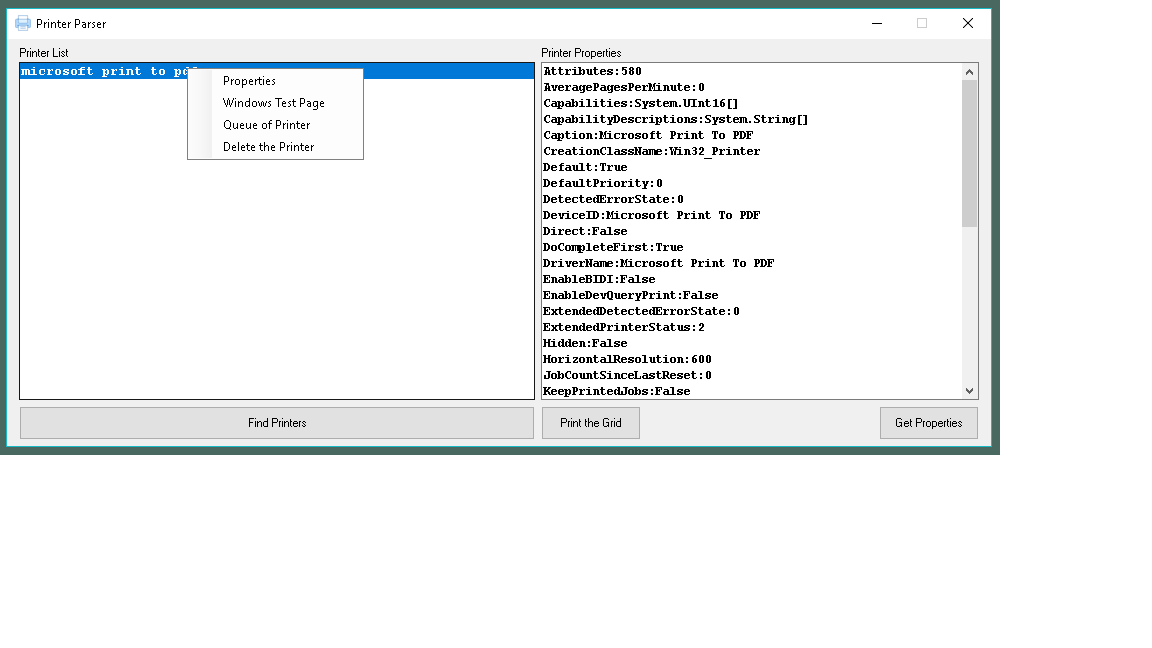 Printer Parser
Printer List
microsoft print to pdf
Properties
Windows Test Page
Queue of Printer
Delete the Printer
Find Printers
Printer Properties
Attributes:580
AveragePagesPerMinute:0
Capabilities:System.UInt16[]
CapabilityDescriptions:System.String[]
Caption:Microsoft Print To PDF
CreationClassName:Win32_Printer
Default:True
DefaultPriority:0
DetectedErrorState:0
DeviceID:Microsoft Print To PDF
Direct:False
DoCompleteFirst:True
DriverName:Microsoft Print To PDF
EnableBIDI:False
EnableDevQueryPrint:False
ExtendedDetectedErrorState:0
ExtendedPrinterStatus:2
Hidden:False
HorizontalResolution:600
JobCountSinceLastReset:0
KeepPrintedJobs:False
Print the Grid
Get Properties